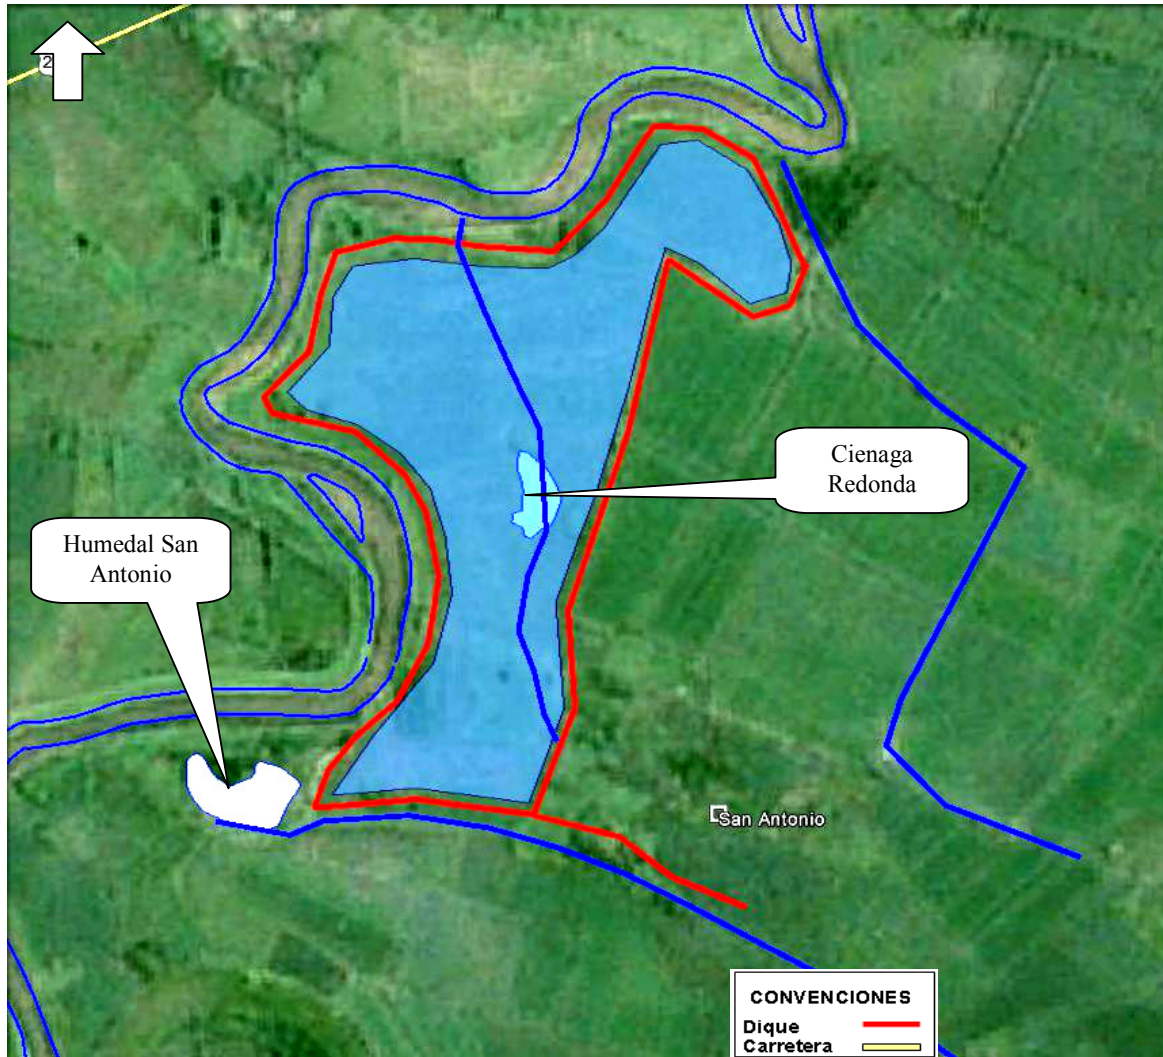 2
Cienaga
Redonda
Humedal San
Antonio
San Antonio
CONVENCIONES
Dique
Carretera